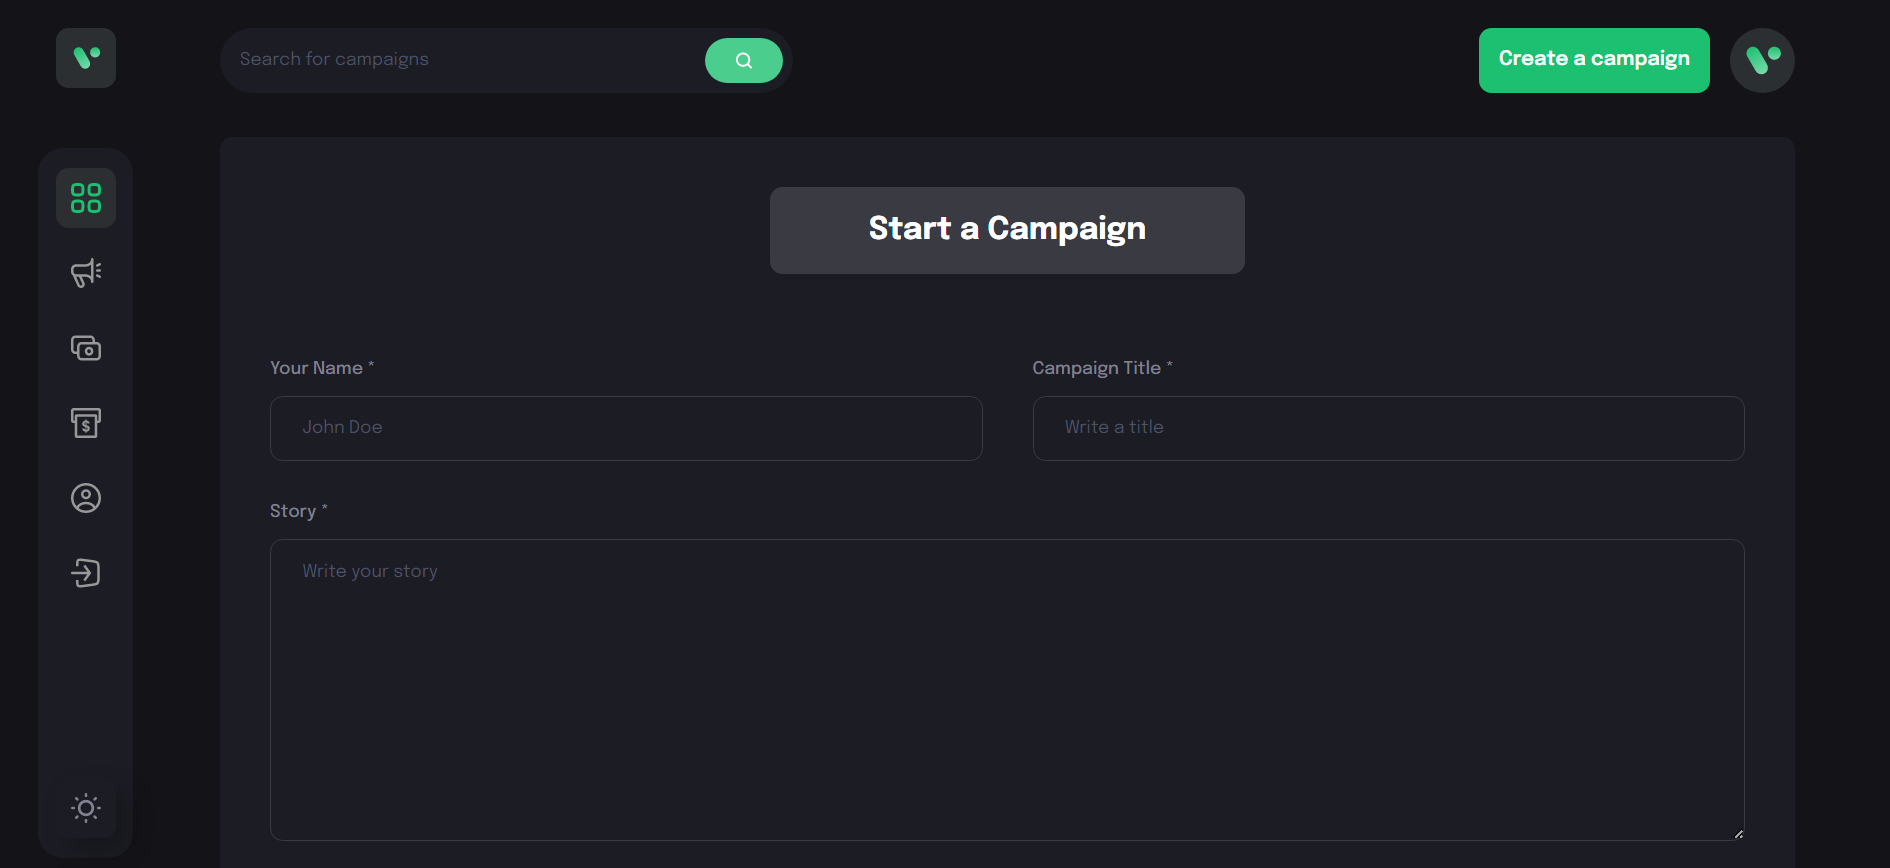 Search for campaigns
Create a campaign
Start a Campaign
Your Name *
Campaign Title *
John Doe
Write a title
Story *
Write your story